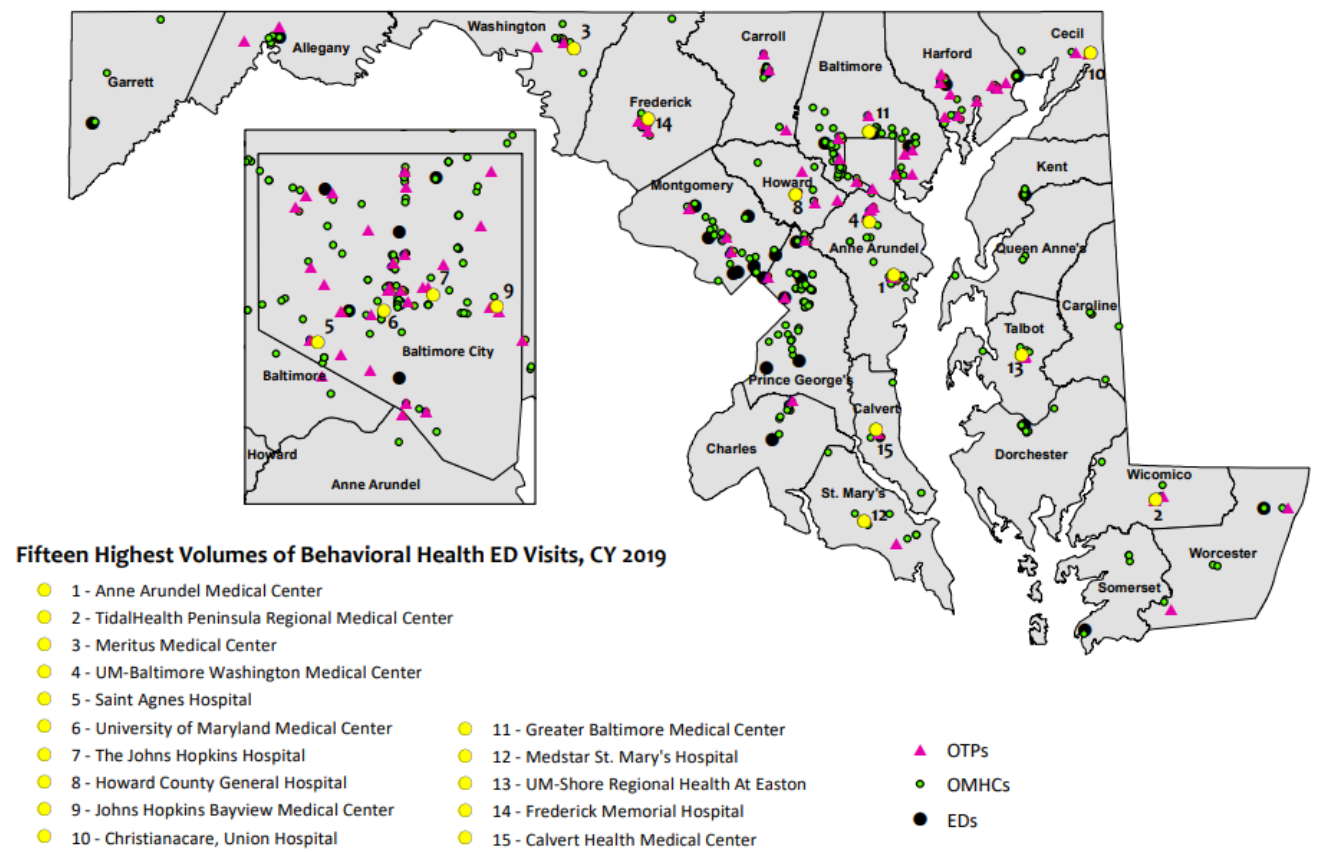 Washington
3
Cecil
Allegany
Carroll
Harford
Garrett
Baltimore
10
Frederick
14
11
Kent
Montgomery
Howard
8
4
Anne Arundel
Queen Anne's
1
Caroline
7
9
6
5
Baltimore City
Baltimore
Talbot
13
Prince George's
Calvert
15
Charles
Howard
Anne Arundel
Dorchester
Wicomico
2
St. Mary's
12
Worcester
Somerset
Fifteen Highest Volumes of Behavioral Health ED Visits, CY 2019
1 - Anne Arundel Medical Center
2 - TidalHealth Peninsula Regional Medical Center
3 - Meritus Medical Center
4 - UM-Baltimore Washington Medical Center
5 - Saint Agnes Hospital
6 - University of Maryland Medical Center
7 - The Johns Hopkins Hospital
8 - Howard County General Hospital
9 - Johns Hopkins Bayview Medical Center
10 - Christianacare, Union Hospital
11 - Greater Baltimore Medical Center
12 - Medstar St. Mary's Hospital
13 - UM-Shore Regional Health At Easton
14 - Frederick Memorial Hospital
15 - Calvert Health Medical Center
OTPs
OMHCs
EDs